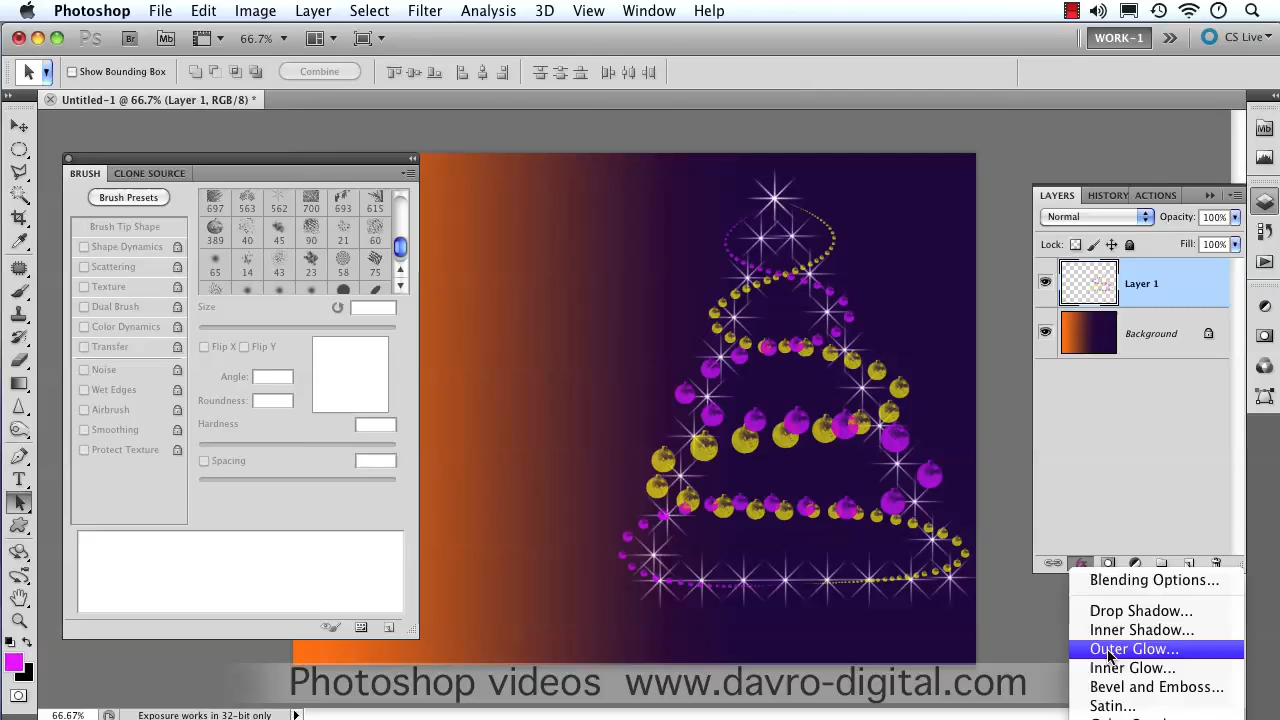 Photoshop File Edit Image Layer Select Filter Analysis 3D View Window Help
Ps Br Mb 66.7% WORK-1 CS Live
Show Bounding Box Combine
Untitled-1 @ 66.7% (Layer 1, RGB/8) *
BRUSH CLONE SOURCE
Brush Presets
Brush Tip Shape
Shape Dynamics
Scattering
Texture
Dual Brush
Color Dynamics
Transfer
Noise
Wet Edges
Airbrush
Smoothing
Protect Texture
697 563 562 700 693 615
389 40 45 90 21 60
65 14 43 23 58 75
Size
Flip X Flip Y
Angle:
Roundness:
Hardness
Spacing
LAYERS HISTORY ACTIONS
Normal Opacity: 100%
Lock: Fill: 100%
Layer 1
Background
Mb
Blending Options...
Drop Shadow...
Inner Shadow...
Outer Glow...
Inner Glow...
Bevel and Emboss...
Satin...
Photoshop videos www.davro-digital.com
66.67% Exposure works in 32-bit only